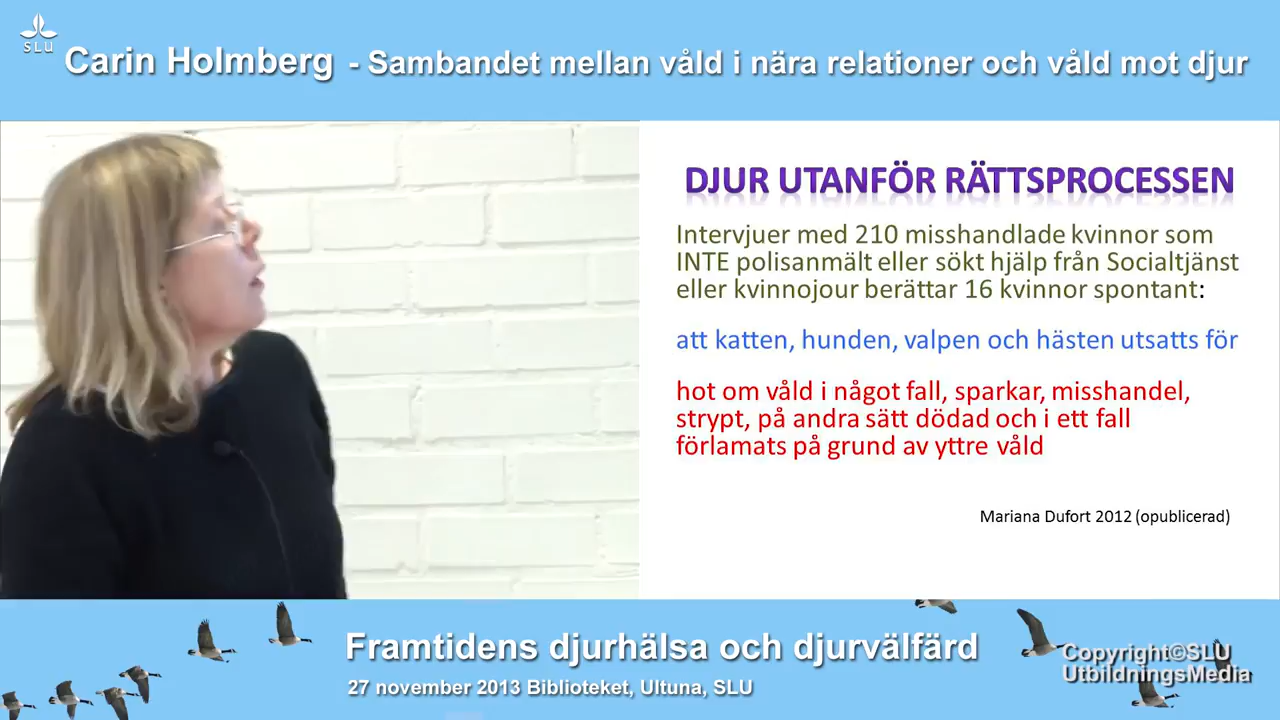 SLU
Carin Holmberg - Sambandet mellan våld i nära relationer och våld mot djur
DJUR UTANFÖR RÄTTSPROCESSEN
Intervjuer med 210 misshandlade kvinnor som
INTE polisanmält eller sökt hjälp från Socialtjänst
eller kvinnojour berättar 16 kvinnor spontant:
att katten, hunden, valpen och hästen utsatts för
hot om våld i något fall, sparkar, misshandel,
strypt, på andra sätt dödad och i ett fall
förlamats på grund av yttre våld
Mariana Dufort 2012 (opublicerad)
Framtidens djurhälsa och djurvälfärd
27 november 2013 Biblioteket, Ultuna, SLU
Copyright©SLU
UtbildningsMedia